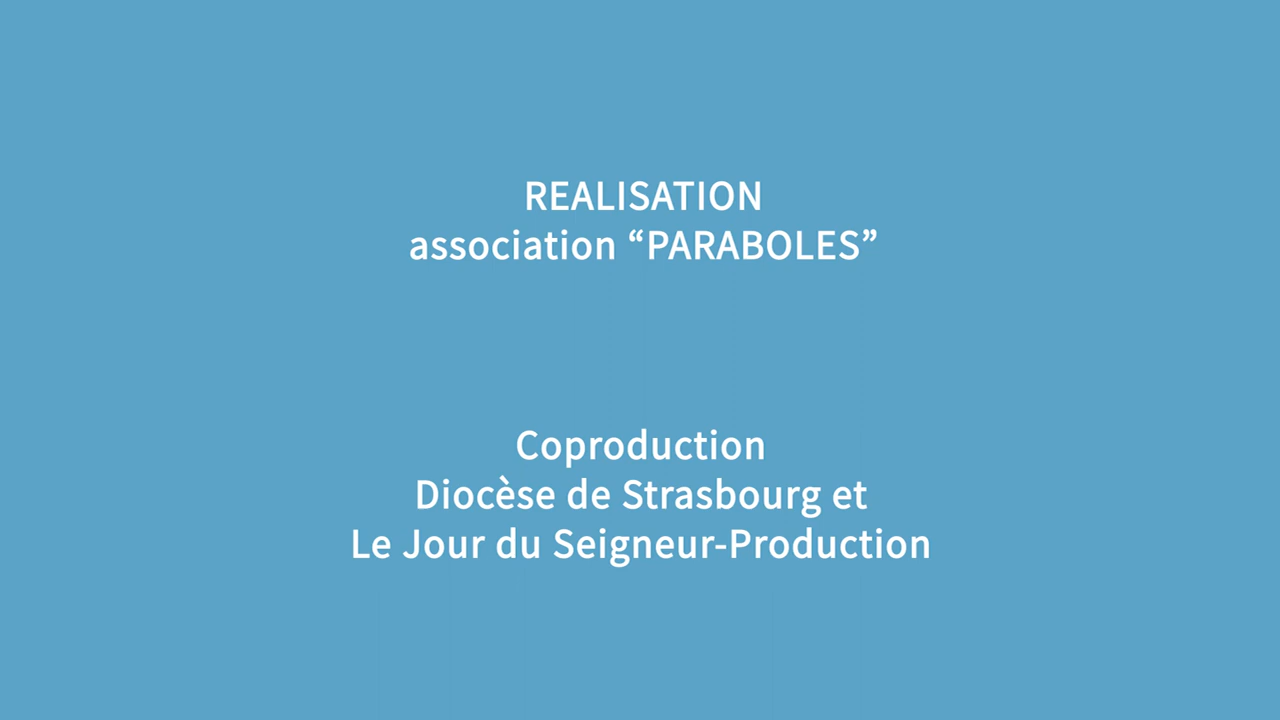 REALISATION
association “PARABOLES”
Coproduction
Diocèse de Strasbourg et
Le Jour du Seigneur-Production